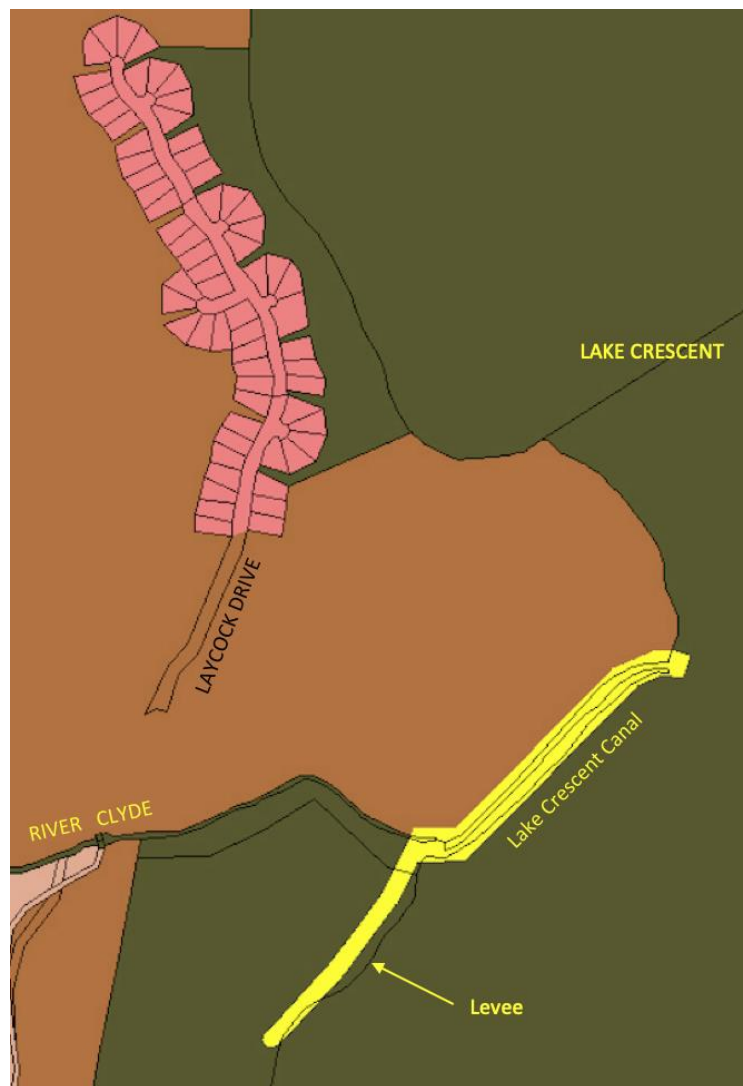 LAKE CRESCENT
LAYCOCK DRIVE
Lake Crescent Canal
RIVER CLYDE
Levee